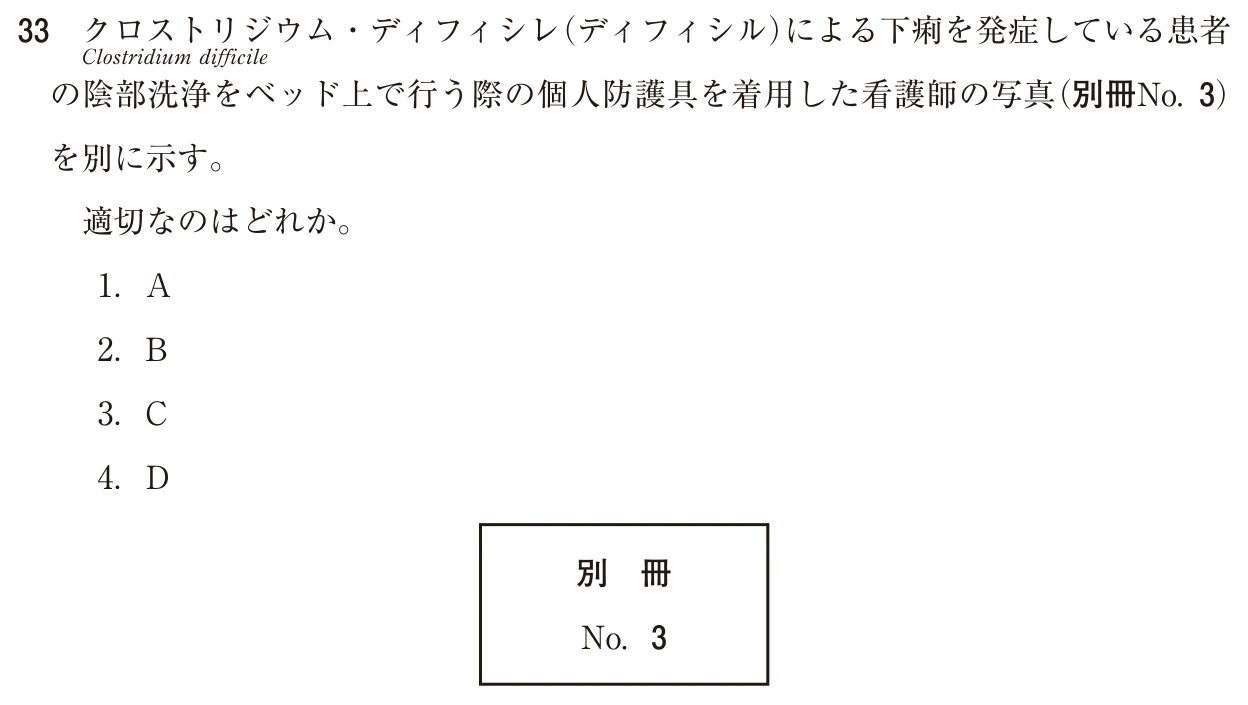 33 クロストリジウム・ディフィシレ(ディフィシル)による下痢を発症している患者
Clostridium difficile
の陰部洗浄をベッド上で行う際の個人防護具を着用した看護師の写真(別冊No. 3)
を別に示す。
適切なのはどれか。
1. A
2. B
3. C
4. D
別 冊
No. 3